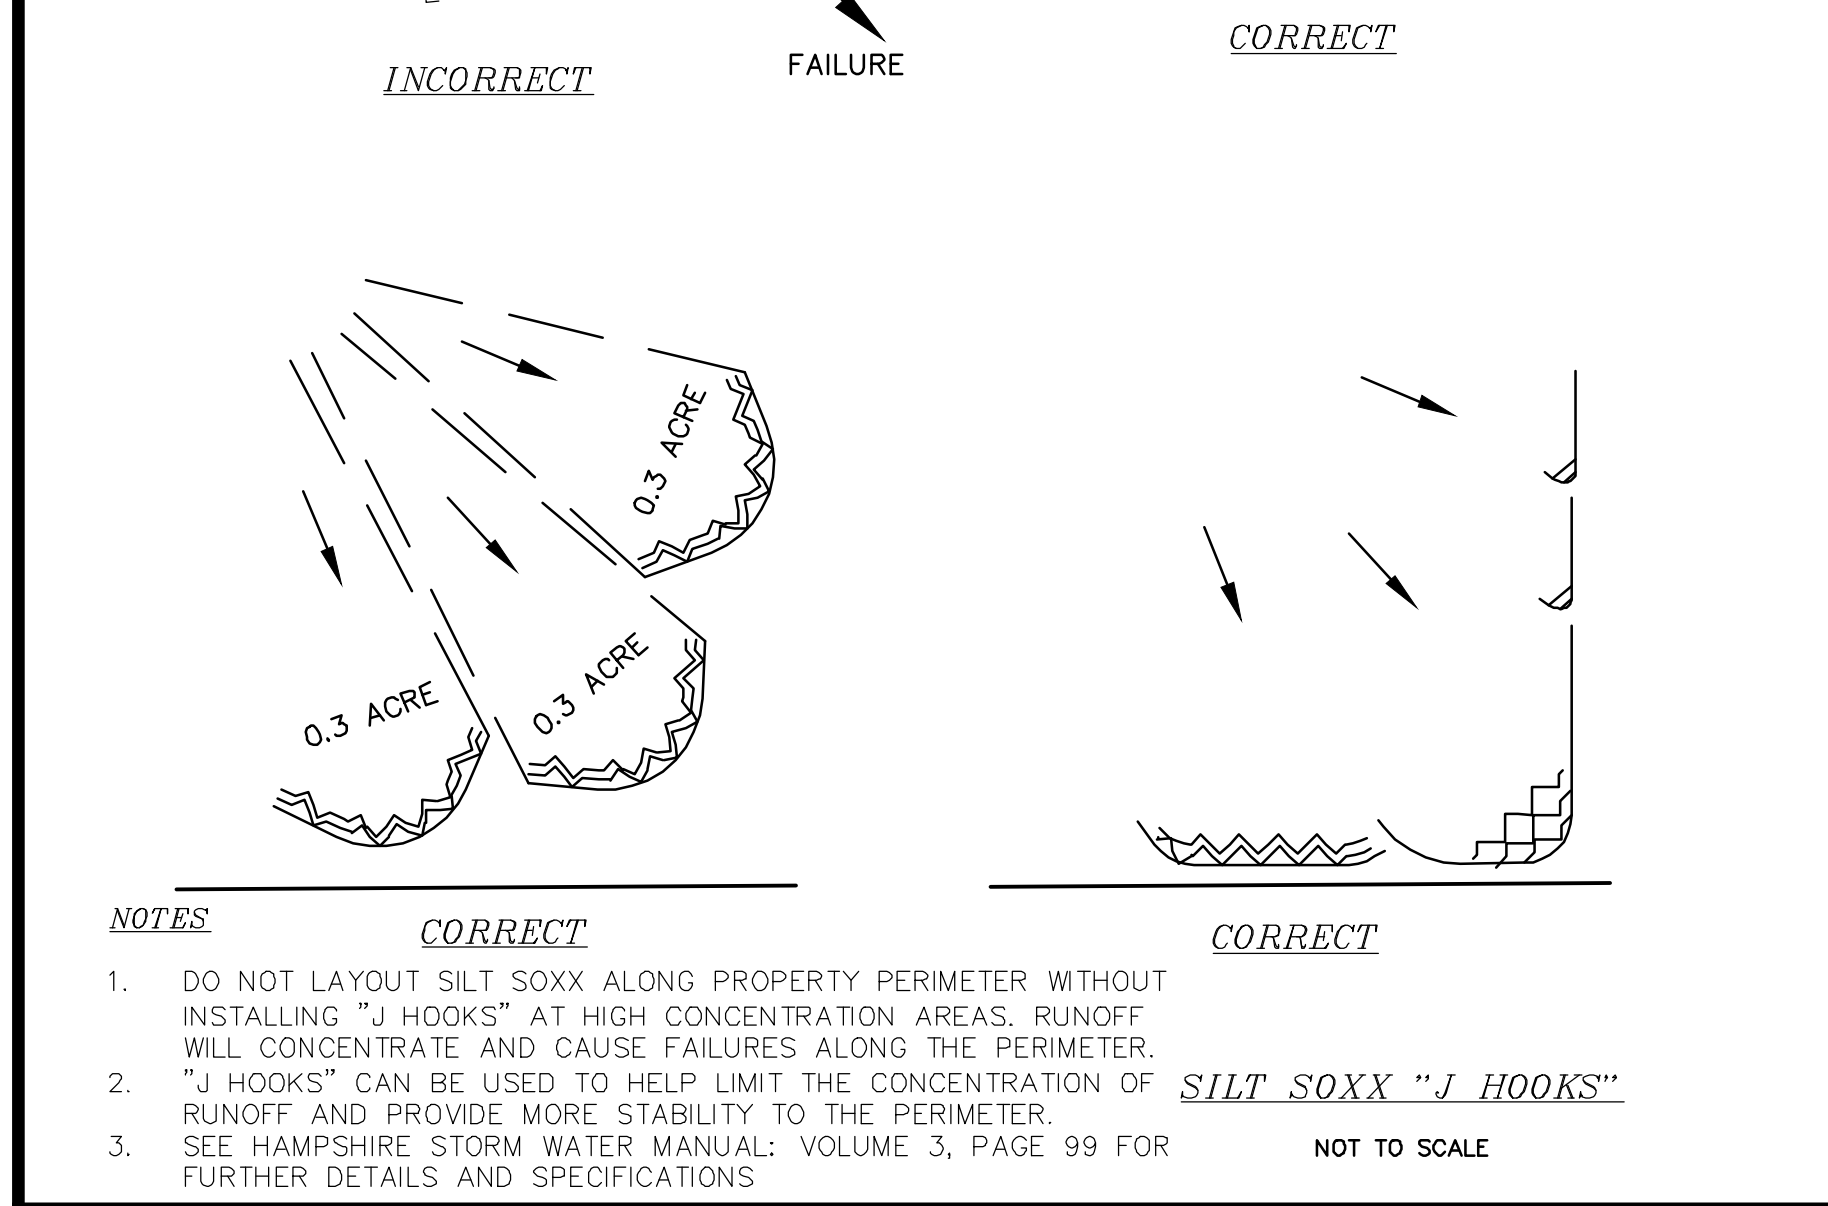 CORRECT
FAILURE
INCORRECT
0.3 ACRE
0.3 ACRE
0.3 ACRE
NOTES
CORRECT
CORRECT
1. DO NOT LAYOUT SILT SOXX ALONG PROPERTY PERIMETER WITHOUT
INSTALLING "J HOOKS" AT HIGH CONCENTRATION AREAS. RUNOFF
WILL CONCENTRATE AND CAUSE FAILURES ALONG THE PERIMETER.
2. "J HOOKS" CAN BE USED TO HELP LIMIT THE CONCENTRATION OF
RUNOFF AND PROVIDE MORE STABILITY TO THE PERIMETER.
3. SEE HAMPSHIRE STORM WATER MANUAL: VOLUME 3, PAGE 99 FOR
FURTHER DETAILS AND SPECIFICATIONS
SILT SOXX "J HOOKS"
NOT TO SCALE